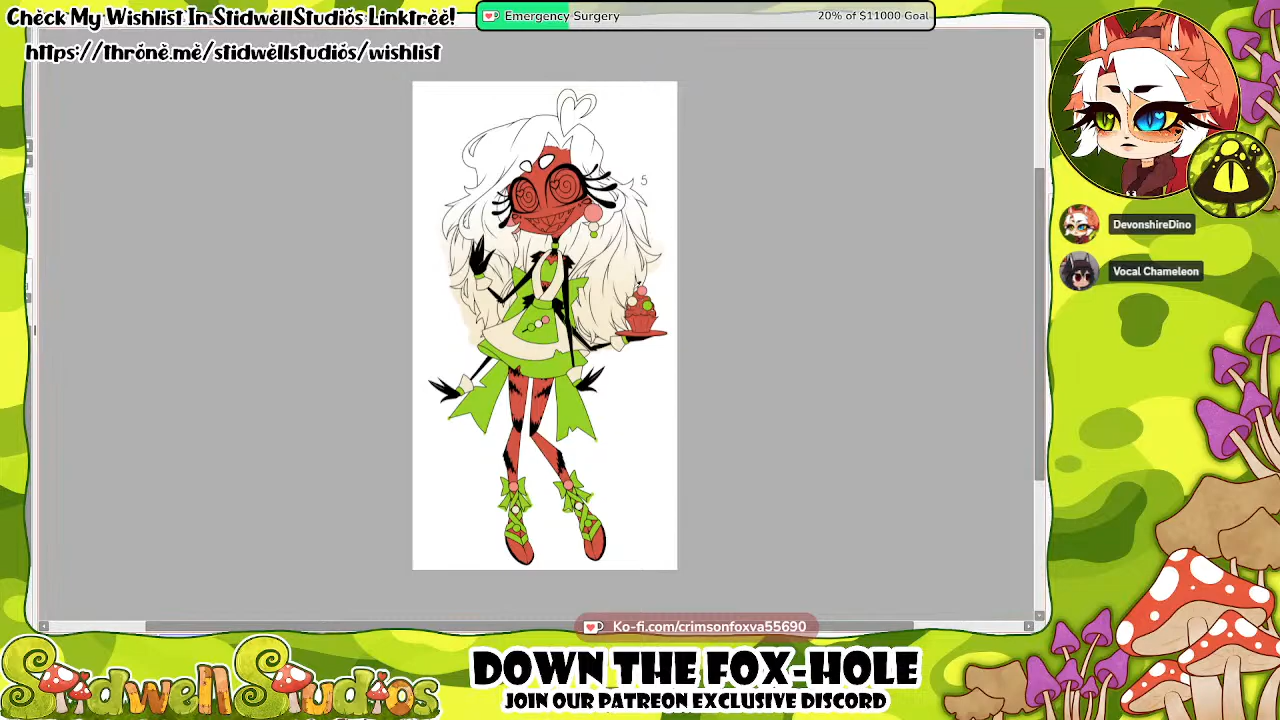 Check My Wishlist In StidwellStudios Linktree!
https://throne.me/stidwellstudios/wishlist
Emergency Surgery
20% of $11000 Goal
5
DevonshireDino
Vocal Chameleon
Ko-fi.com/crimsonfoxva55690
StidwellStudios
DOWN THE FOX-HOLE
JOIN OUR PATREON EXCLUSIVE DISCORD